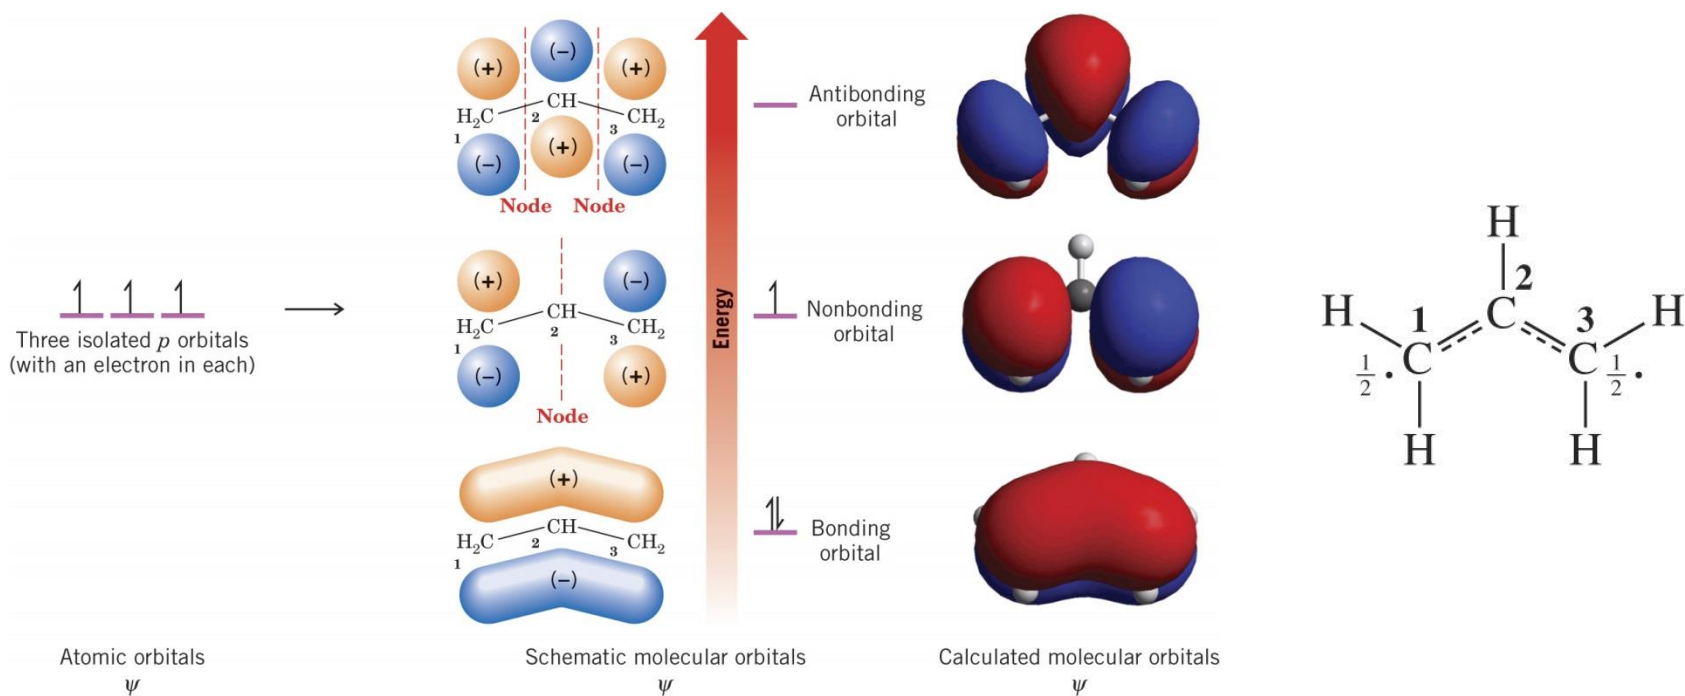 Three isolated p orbitals
(with an electron in each)
Atomic orbitals
ψ
(+) (−) (+)
H₂C CH CH₂
1 2 3
(−) (+) (−)
Node Node
(+) (−)
H₂C CH CH₂
1 2 3
(−) (+)
Node
(+)
H₂C CH CH₂
1 2 3
(−)
Schematic molecular orbitals
ψ
Energy
Antibonding
orbital
Nonbonding
orbital
Bonding
orbital
Calculated molecular orbitals
ψ
H
2
H 1 C 3 H
½· C C ½·
H H